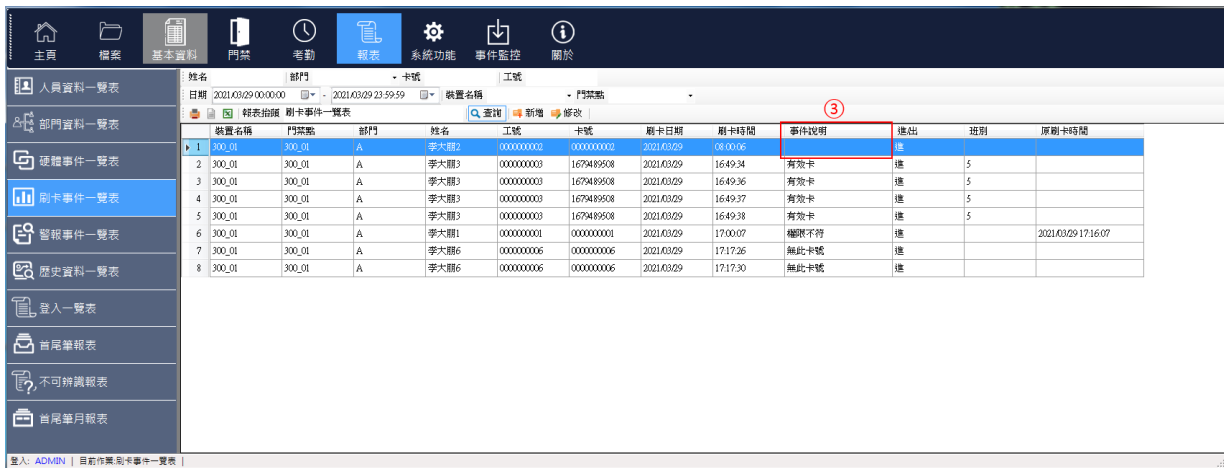 主頁 檔案 基本資料 門禁 考勤 報表 系統功能 事件監控 關於
人員資料一覽表
部門資料一覽表
硬體事件一覽表
刷卡事件一覽表
警報事件一覽表
歷史資料一覽表
登入一覽表
首尾筆報表
不可辨識報表
首尾筆月報表
姓名 部門 卡號 工號
日期 2021/03/29 00:00:00 - 2021/03/29 23:59:59 裝置名稱 門禁點
報表抬頭 刷卡事件一覽表 查詢 新增 修改
③
裝置名稱 門禁點 部門 姓名 工號 卡號 刷卡日期 刷卡時間 事件說明 進/出 班別 原刷卡時間
1 300_01 300_01 A 李大朋2 0000000002 0000000002 2021/03/29 08:00:06 進
2 300_01 300_01 A 李大朋3 0000000003 1679489508 2021/03/29 16:49:34 有效卡 進 5
3 300_01 300_01 A 李大朋3 0000000003 1679489508 2021/03/29 16:49:36 有效卡 進 5
4 300_01 300_01 A 李大朋3 0000000003 1679489508 2021/03/29 16:49:37 有效卡 進 5
5 300_01 300_01 A 李大朋3 0000000003 1679489508 2021/03/29 16:49:38 有效卡 進 5
6 300_01 300_01 A 李大朋1 0000000001 0000000001 2021/03/29 17:00:07 權限不符 進 2021/03/29 17:16:07
7 300_01 300_01 A 李大朋6 0000000006 0000000006 2021/03/29 17:17:26 無此卡號 進
8 300_01 300_01 A 李大朋6 0000000006 0000000006 2021/03/29 17:17:30 無此卡號 進
登入: ADMIN | 目前作業:刷卡事件一覽表 |